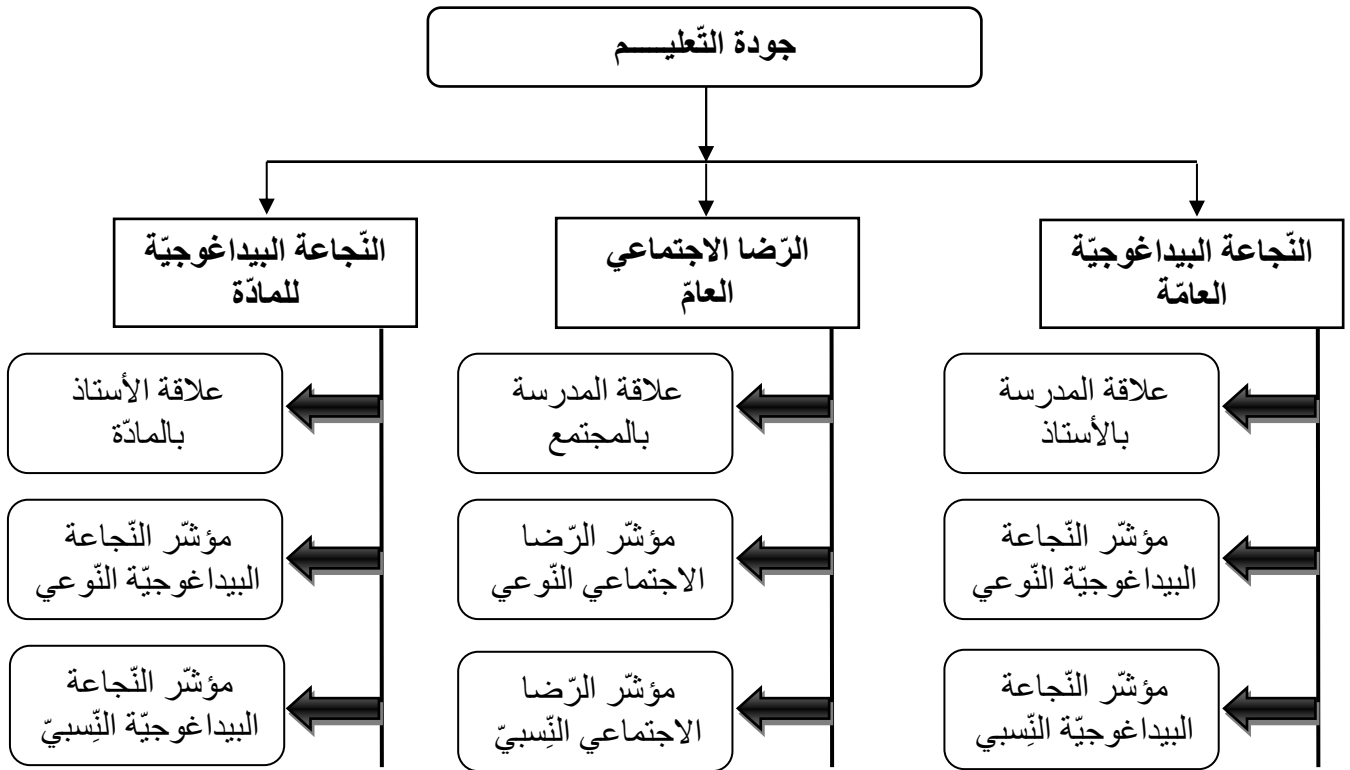 جودة التّعليـــــم
النّجاعة البيداغوجيّة
العامّة
علاقة المدرسة
بالأستاذ
مؤشّر النّجاعة
البيداغوجيّة النّوعي
مؤشّر النّجاعة
البيداغوجيّة النِّسبي
الرّضا الاجتماعي
العامّ
علاقة المدرسة
بالمجتمع
مؤشّر الرّضا
الاجتماعي النّوعي
مؤشّر الرّضا
الاجتماعي النِّسبيّ
النّجاعة البيداغوجيّة
للمادّة
علاقة الأستاذ
بالمادّة
مؤشّر النّجاعة
البيداغوجيّة النّوعي
مؤشّر النّجاعة
البيداغوجيّة النِّسبيّ